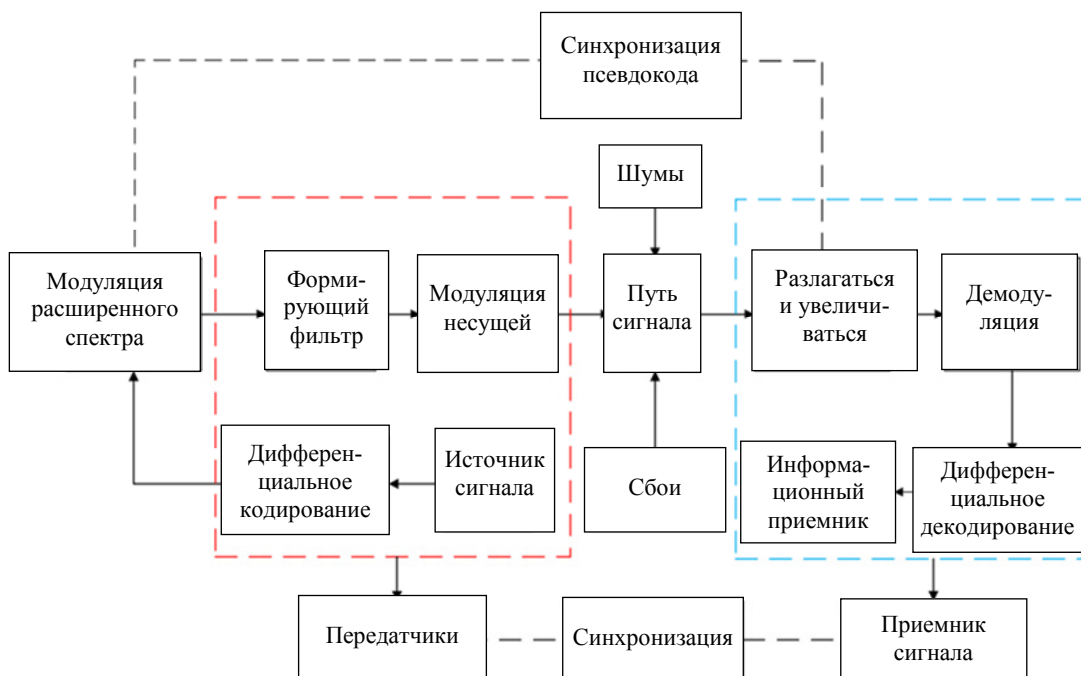 Синхронизация
псевдокода
Шумы
Модуляция
расширенного
спектра
Форми-
рующий
фильтр
Модуляция
несущей
Путь
сигнала
Разлагаться
и увеличи-
ваться
Демоду-
ляция
Дифферен-
циальное
кодирование
Источник
сигнала
Сбои
Информа-
ционный
приемник
Дифферен-
циальное
декодирование
Передатчики
Синхронизация
Приемник
сигнала